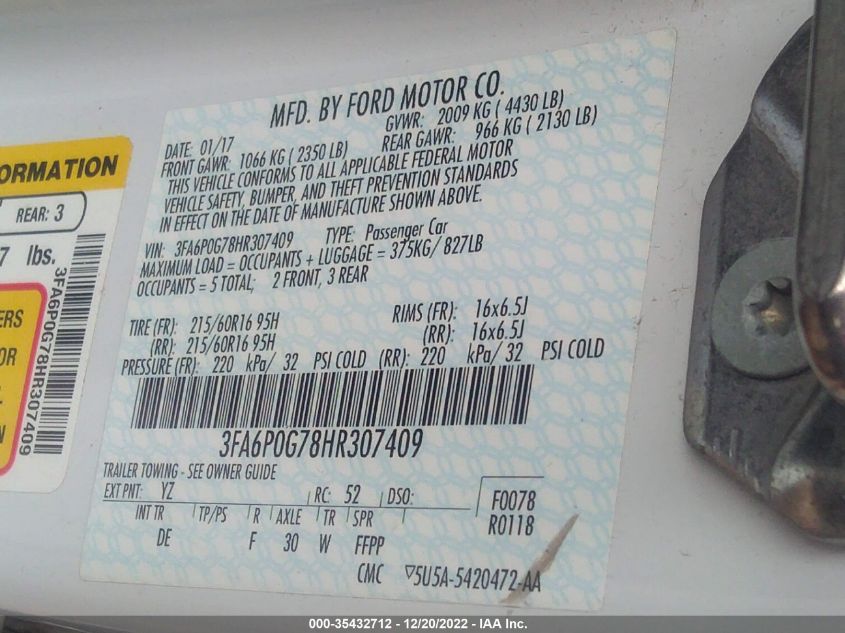 MFD. BY FORD MOTOR CO.
DATE: 01/17 GVWR: 2009 KG ( 4430 LB)
FRONT GAWR: 1066 KG ( 2350 LB) REAR GAWR: 966 KG ( 2130 LB)
THIS VEHICLE CONFORMS TO ALL APPLICABLE FEDERAL MOTOR
VEHICLE SAFETY, BUMPER, AND THEFT PREVENTION STANDARDS
IN EFFECT ON THE DATE OF MANUFACTURE SHOWN ABOVE.
VIN: 3FA6P0G78HR307409 TYPE: Passenger Car
MAXIMUM LOAD = OCCUPANTS + LUGGAGE = 375KG/ 827LB
OCCUPANTS = 5 TOTAL; 2 FRONT, 3 REAR
TIRE (FR): 215/60R16 95H RIMS (FR): 16x6.5J
(RR): 215/60R16 95H (RR): 16x6.5J
PRESSURE (FR): 220 kPa/ 32 PSI COLD (RR): 220 kPa/ 32 PSI COLD
3FA6P0G78HR307409
TRAILER TOWING - SEE OWNER GUIDE
EXT PNT: YZ RC: 52 DSO: F0078
INT TR TP/PS R AXLE TR SPR R0118
DE F 30 W FFPP
CMC ▽5U5A-5420472-AA
ORMATION
REAR: 3
7 lbs.
ERS
OR
N
3FA6P0G78HR307409
000-35432712 - 12/20/2022 - IAA Inc.